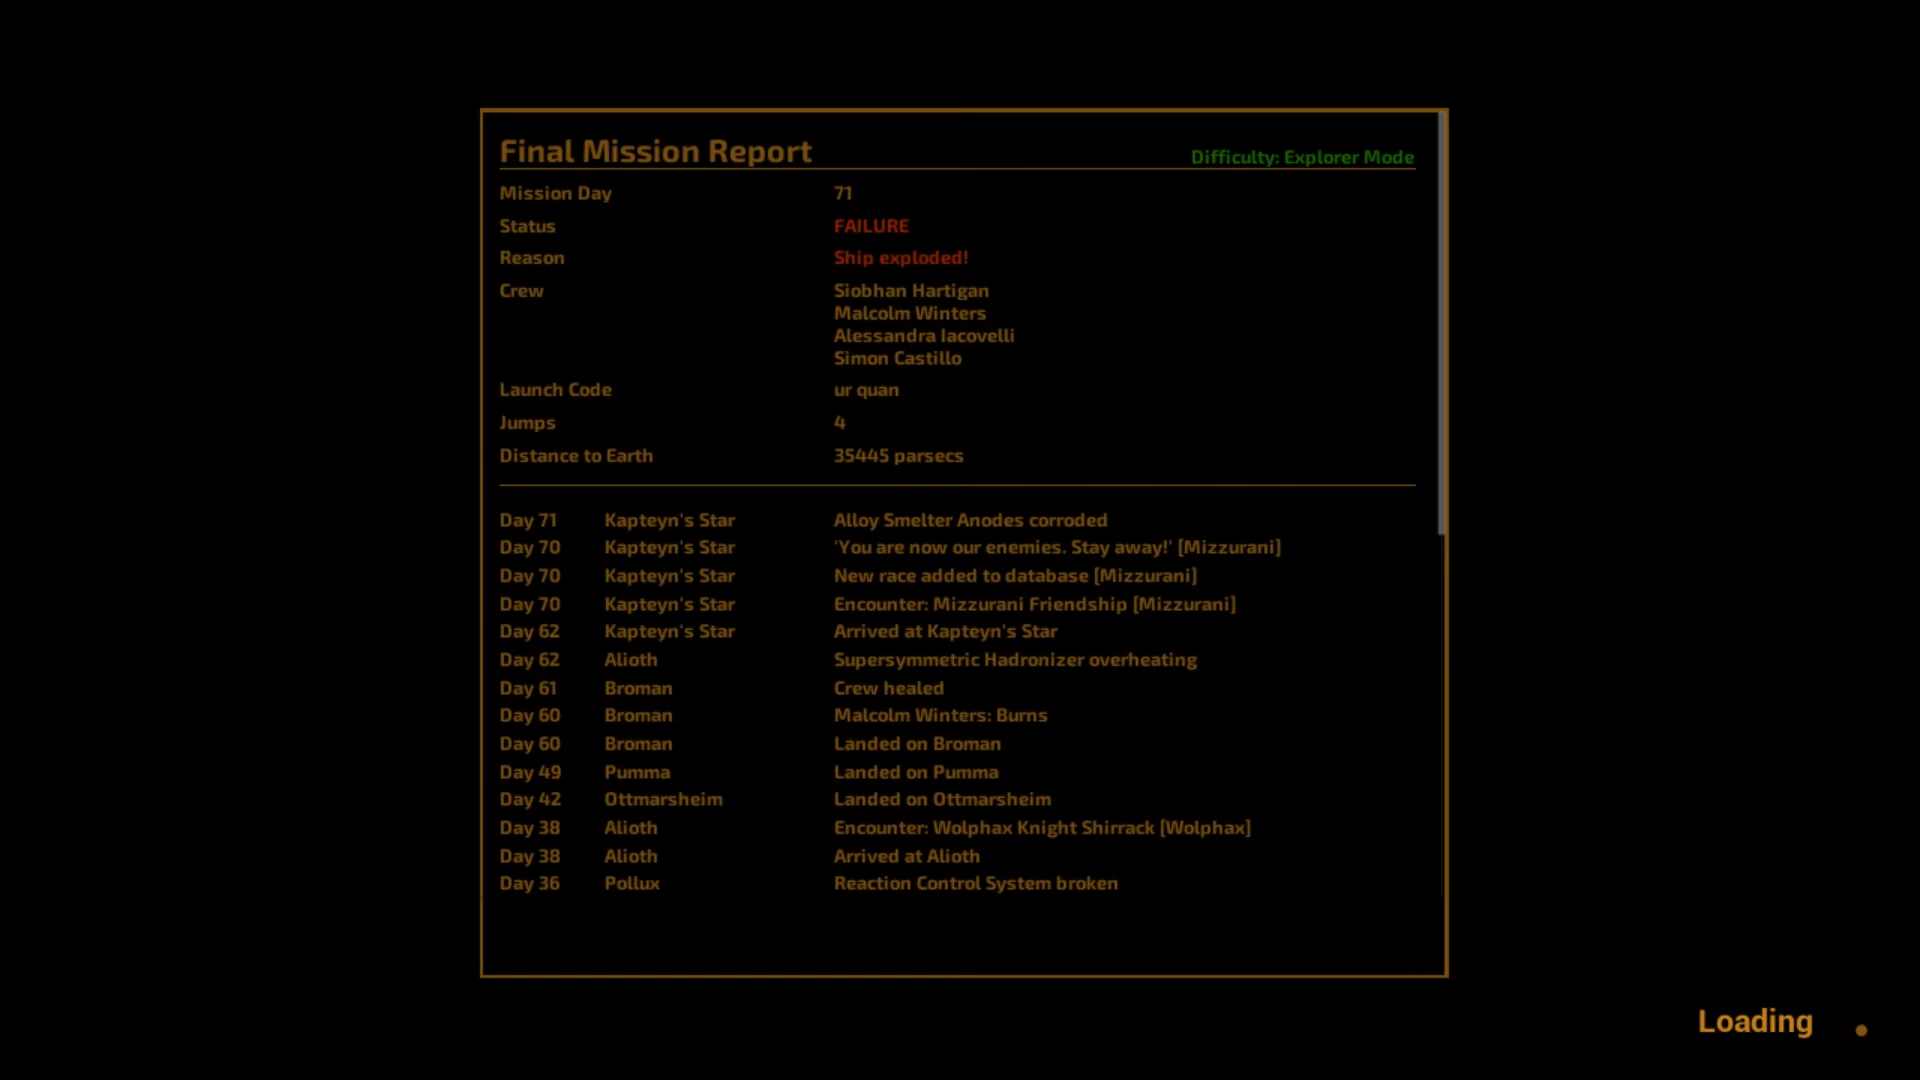 Final Mission Report Difficulty: Explorer Mode
Mission Day 71
Status FAILURE
Reason Ship exploded!
Crew Siobhan Hartigan
Malcolm Winters
Alessandra Iacovelli
Simon Castillo
Launch Code ur quan
Jumps 4
Distance to Earth 35445 parsecs
Day 71 Kapteyn's Star Alloy Smelter Anodes corroded
Day 70 Kapteyn's Star 'You are now our enemies. Stay away!' [Mizzurani]
Day 70 Kapteyn's Star New race added to database [Mizzurani]
Day 70 Kapteyn's Star Encounter: Mizzurani Friendship [Mizzurani]
Day 62 Kapteyn's Star Arrived at Kapteyn's Star
Day 62 Alioth Supersymmetric Hadronizer overheating
Day 61 Broman Crew healed
Day 60 Broman Malcolm Winters: Burns
Day 60 Broman Landed on Broman
Day 49 Pumma Landed on Pumma
Day 42 Ottmarsheim Landed on Ottmarsheim
Day 38 Alioth Encounter: Wolphax Knight Shirrack [Wolphax]
Day 38 Alioth Arrived at Alioth
Day 36 Pollux Reaction Control System broken
Loading .